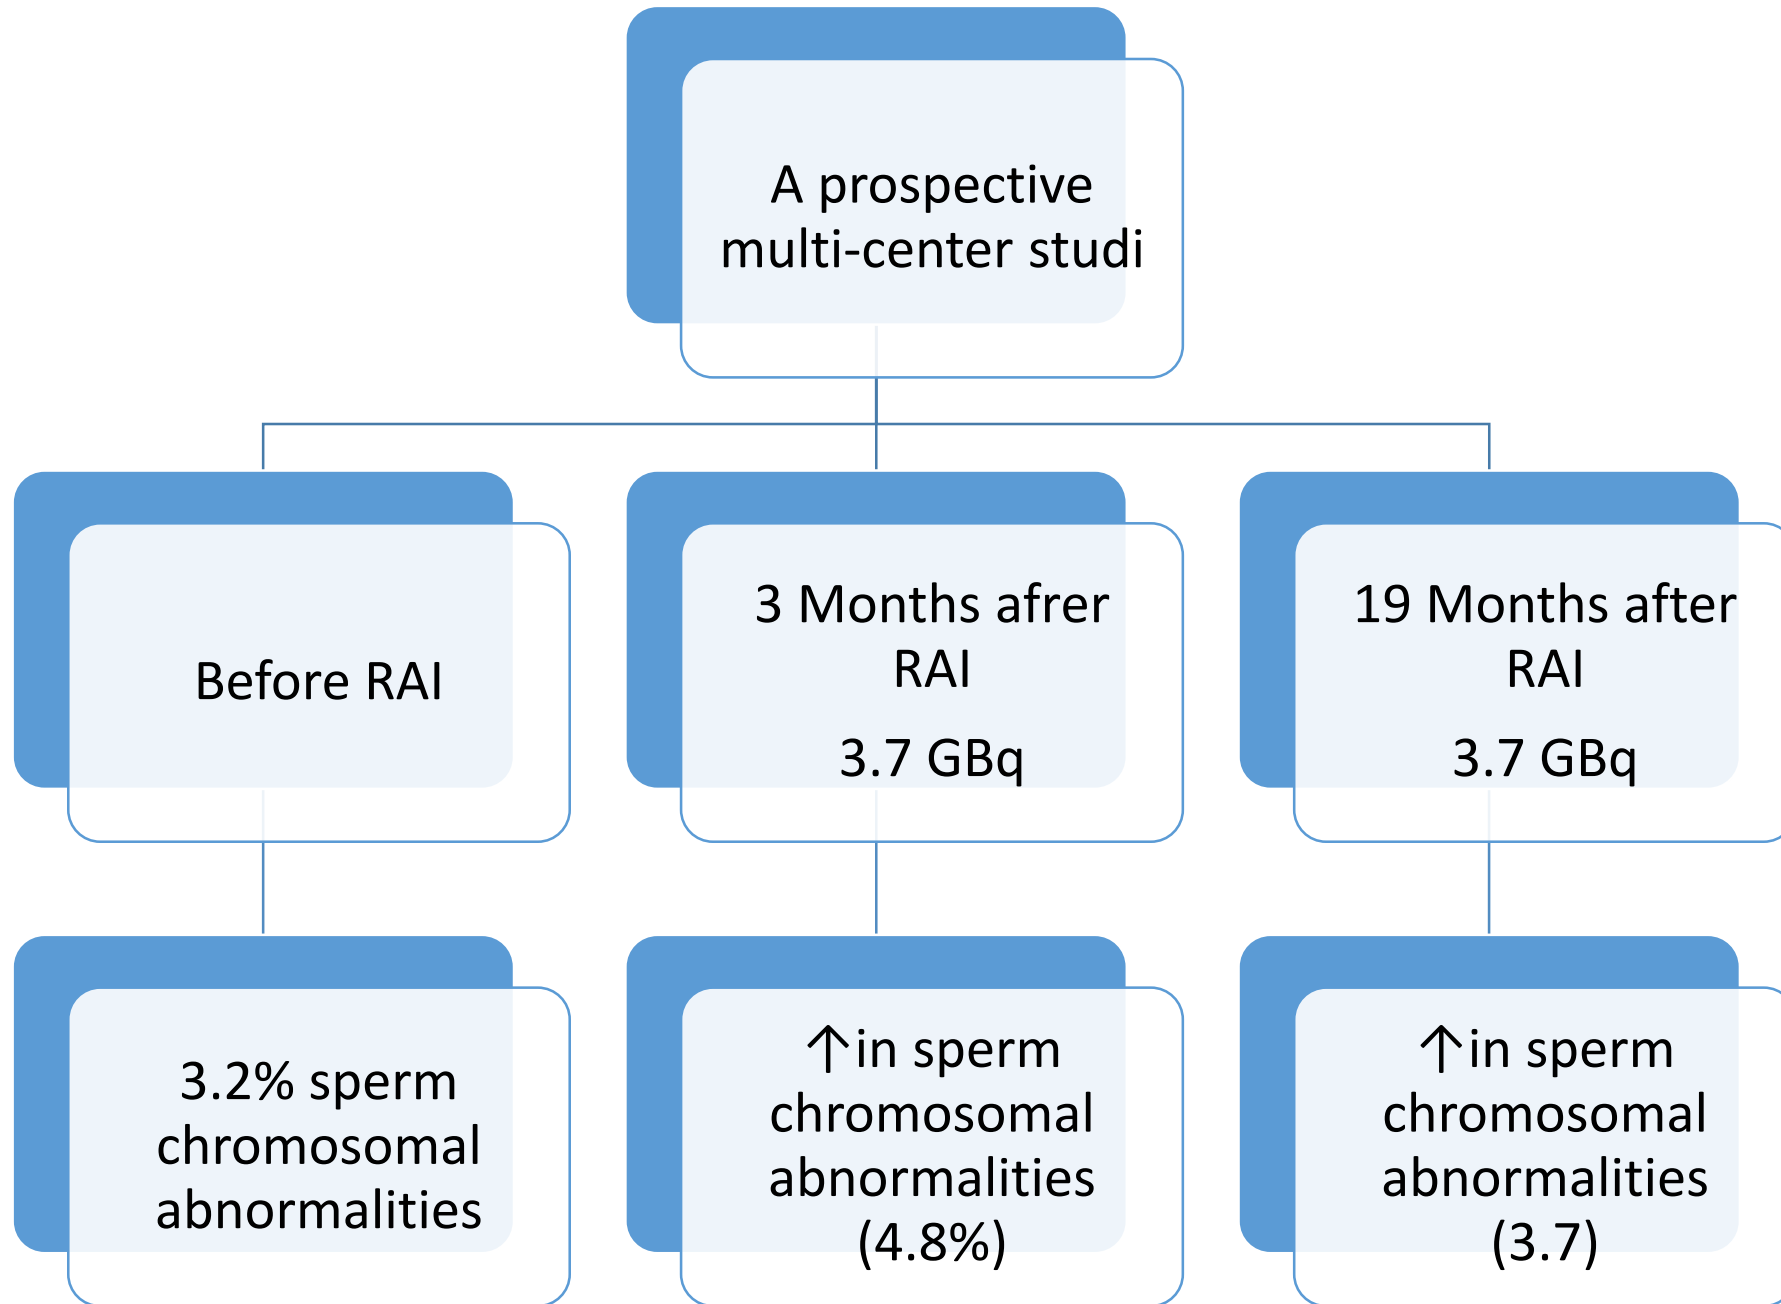 A prospective
multi-center studi
Before RAI
3 Months afrer
RAI
3.7 GBq
19 Months after
RAI
3.7 GBq
3.2% sperm
chromosomal
abnormalities
↑in sperm
chromosomal
abnormalities
(4.8%)
↑in sperm
chromosomal
abnormalities
(3.7)